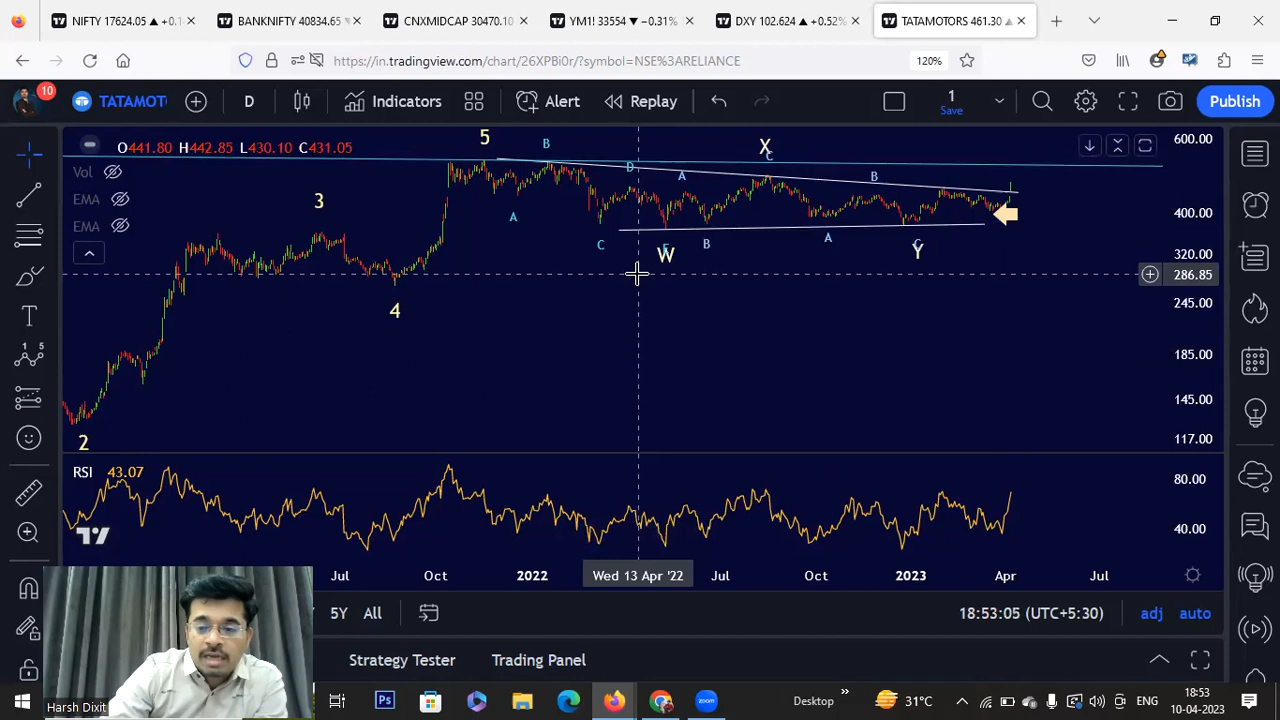 NIFTY 17624.05 ▲ +0.1
BANKNIFTY 40834.65 ▼
CNXMIDCAP 30470.10
YM1! 33554 ▼ −0.31%
DXY 102.624 ▲ +0.52%
TATAMOTORS 461.30
https://in.tradingview.com/chart/26XPBi0r/?symbol=NSE%3ARELIANCE
120%
10
TATAMOT
D
Indicators
Alert
Replay
1
Save
Publish
O441.80 H442.85 L430.10 C431.05
Vol
EMA
EMA
5
B
X
C
600.00
D
A
B
3
A
400.00
C
W
B
A
Y
320.00
286.85
4
245.00
185.00
145.00
2
117.00
RSI 43.07
80.00
40.00
Jul
Oct
2022
Wed 13 Apr '22
Jul
Oct
2023
Apr
Jul
5Y
All
18:53:05 (UTC+5:30)
adj
auto
Strategy Tester
Trading Panel
Harsh Dixit
Desktop
31°C
ENG
18:53
10-04-2023